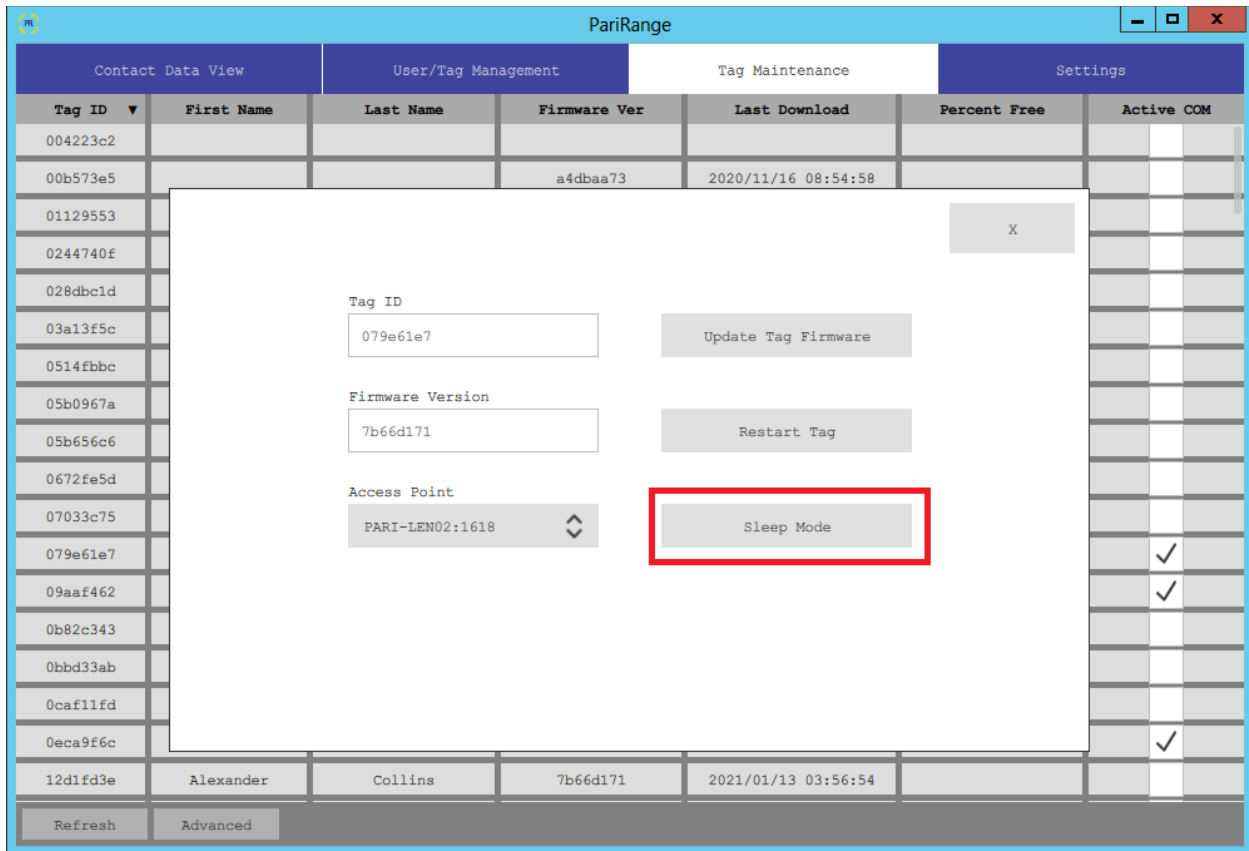 PR
PariRange
Contact Data View User/Tag Management Tag Maintenance Settings
Tag ID ▼ First Name Last Name Firmware Ver Last Download Percent Free Active COM
004223c2
00b573e5 a4dbaa73 2020/11/16 08:54:58
01129553
X
0244740f
028dbc1d
Tag ID
03a13f5c
079e61e7 Update Tag Firmware
0514fbbc
Firmware Version
05b0967a
7b66d171 Restart Tag
05b656c6
0672fe5d
Access Point
07033c75
PARI-LEN02:1618 Sleep Mode
079e61e7
09aaf462
0b82c343
0bbd33ab
0caf11fd
0eca9f6c
12d1fd3e Alexander Collins 7b66d171 2021/01/13 03:56:54
Refresh Advanced